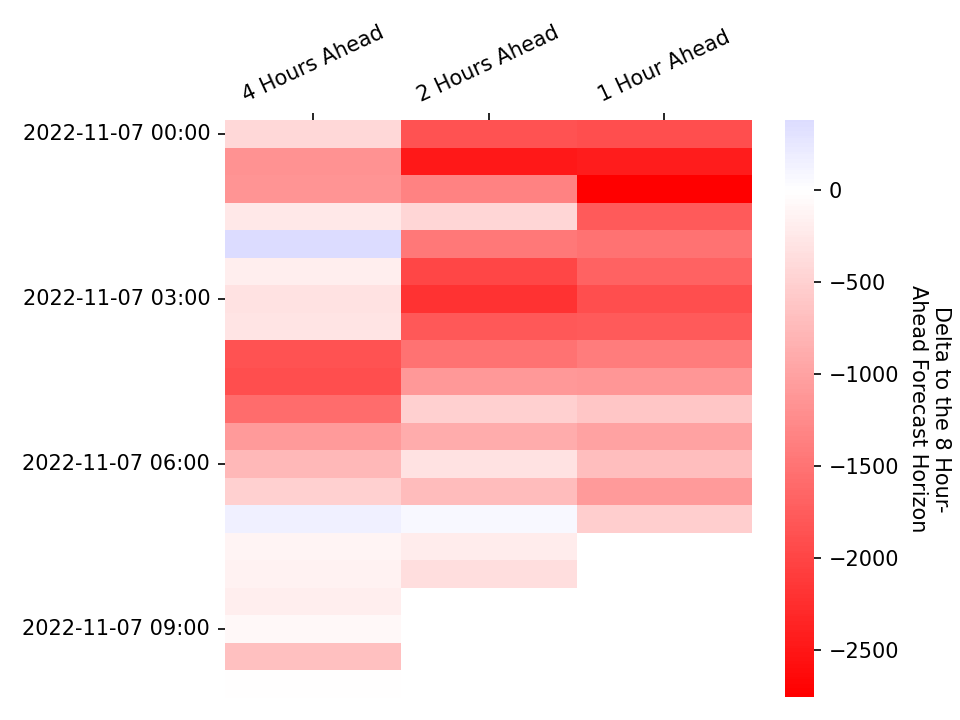 4 Hours Ahead
2 Hours Ahead
1 Hour Ahead
2022-11-07 00:00
2022-11-07 03:00
2022-11-07 06:00
2022-11-07 09:00
0
−500
−1000
−1500
−2000
−2500
Delta to the 8 Hour-
Ahead Forecast Horizon